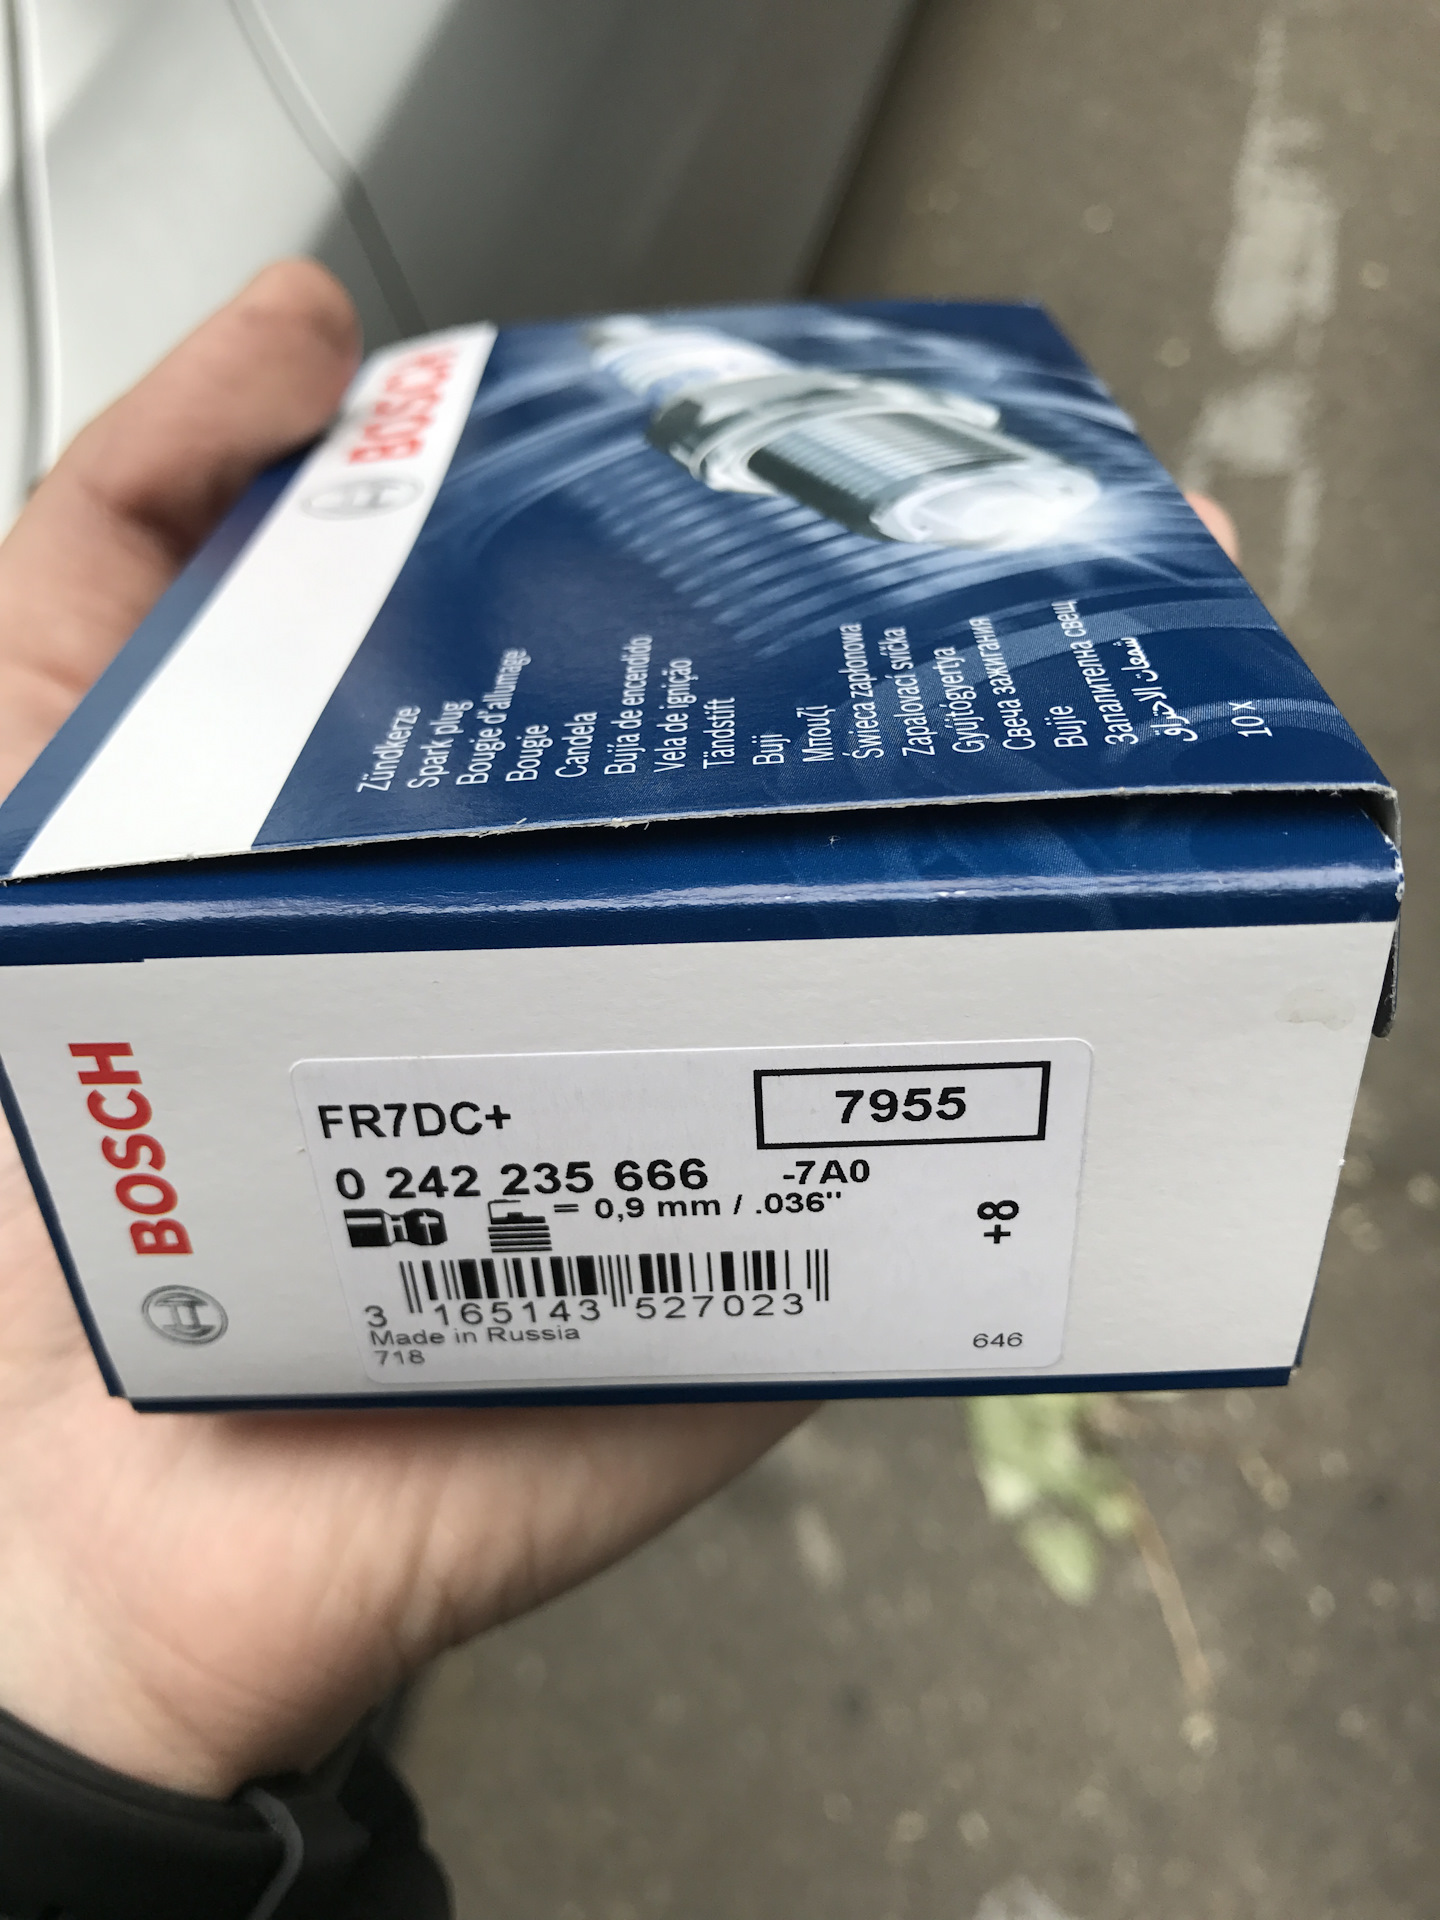 BOSCH
Zündkerze
Spark plug
Bougie d'allumage
Bougie
Candela
Bujía de encendido
Vela de ignição
Tändstift
Buji
Μπουζί
Świeca zapłonowa
Zapalovací svíčka
Gyújtógyertya
Свеча зажигания
Bujie
Запалителна свещ
شمعات الاحتراق
10 x
BOSCH
FR7DC+
7955
0 242 235 666 -7A0
= 0,9 mm / .036"
+8
3 165143 527023
Made in Russia
718
646